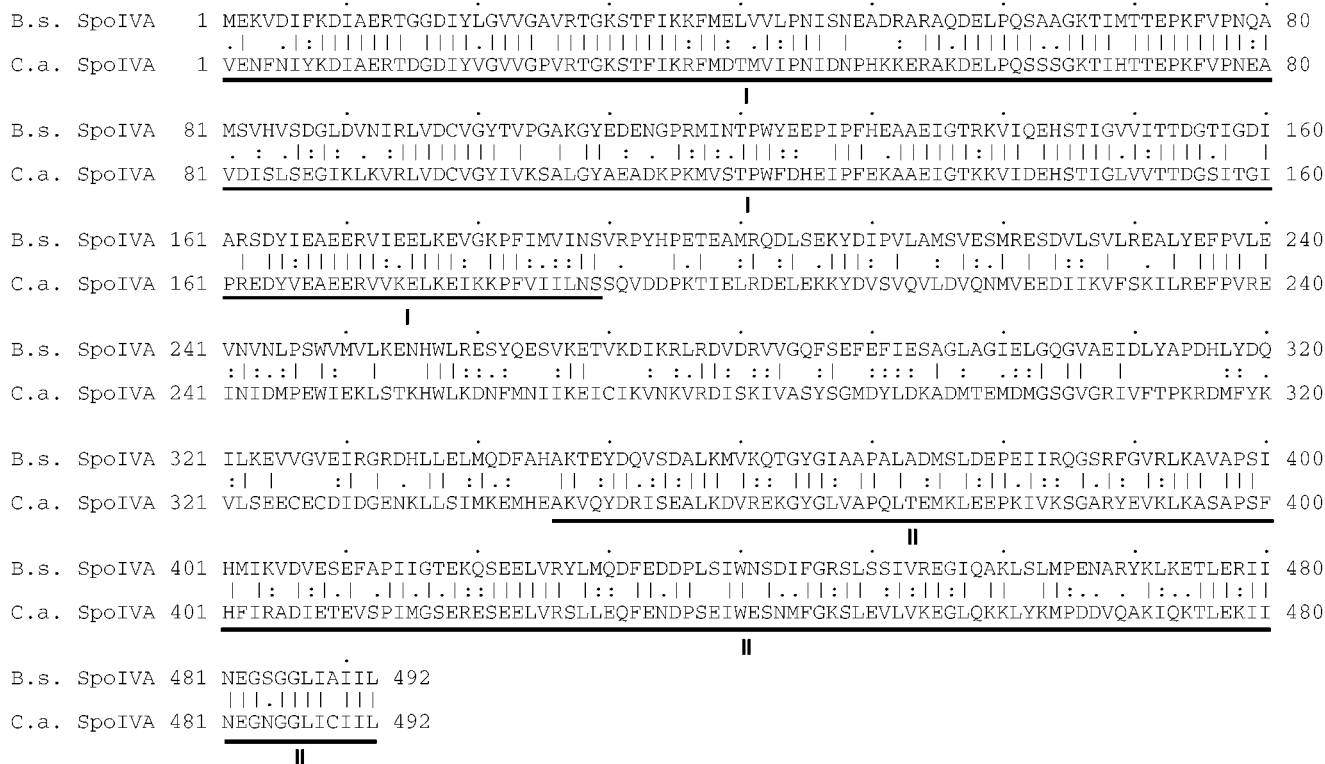 B.s. SpoIVA 1 MEKVDIFKDIAERTGGDIYLGVVGAVRTGKSTFIKKFMELVVLPNISNEADRARAQDELPQSAAGKTIMTTEPKFVPNQA 80
C.a. SpoIVA 1 VENFNIYKDIAERTDGDIYVGVVGPVRTGKSTFIKRFMDTMVIPNIDNPHKKERAKDELPQSSSGKTIHTTEPKFVPNEA 80
I
B.s. SpoIVA 81 MSVHVSDGLDVNIRLVDCVGYTVPGAKGYEDENGPRMINTPWYEEPIPFHEAAEIGTRKVIQEHSTIGVVITTDGTIGDI 160
C.a. SpoIVA 81 VDISLSEGIKLKVRLVDCVGYIVKSALGYAEADKPKMVSTPWFDHEIPFEKAAEIGTKKVIDEHSTIGLVVTTDGSITGI 160
I
B.s. SpoIVA 161 ARSDYIEAEERVIEELKEVGKPFIMVINSVRPYHPETEAMRQDLSEKYDIPVLAMSVESMRESDVLSVLREALYEFPVLE 240
C.a. SpoIVA 161 PREDYVEAEERVVKELKEIKKPFVIILNSSQVDDPKTIELRDELEKKYDVSVQVLDVQNMVEEDIIKVFSKILREFPVRE 240
I
B.s. SpoIVA 241 VNVNLPSWVMVLKENHWLRESYQESVKETVKDIKRLRDVDRVVGQFSEFEFIESAGLAGIELGQGVAEIDLYAPDHLYDQ 320
C.a. SpoIVA 241 INIDMPEWIEKLSTKHWLKDNFMNIIKEICIKVNKVRDISKIVASYSGMDYLDKADMTEMDMGSGVGRIVFTPKRDMFYK 320
B.s. SpoIVA 321 ILKEVVGVEIRGRDHLLELMQDFAHAKTEYDQVSDALKMVKQTGYGIAAPALADMSLDEPEIIRQGSRFGVRLKAVAPSI 400
C.a. SpoIVA 321 VLSEECECDIDGENKLLSIMKEMHEAKVQYDRISEALKDVREKGYGLVAPQLTEMKLEEPKIVKSGARYEVKLKASAPSF 400
II
B.s. SpoIVA 401 HMIKVDVESEFAPIIGTEKQSEELVRYLMQDFEDDPLSIWNSDIFGRSLSSIVREGIQAKLSLMPENARYKLKETLERII 480
C.a. SpoIVA 401 HFIRADIETEVSPIMGSERESEELVRSLLEQFENDPSEIWESNMFGKSLEVLVKEGLQKKLYKMPDDVQAKIQKTLEKII 480
II
B.s. SpoIVA 481 NEGSGGLIAIIL 492
C.a. SpoIVA 481 NEGNGGLICIIL 492
II